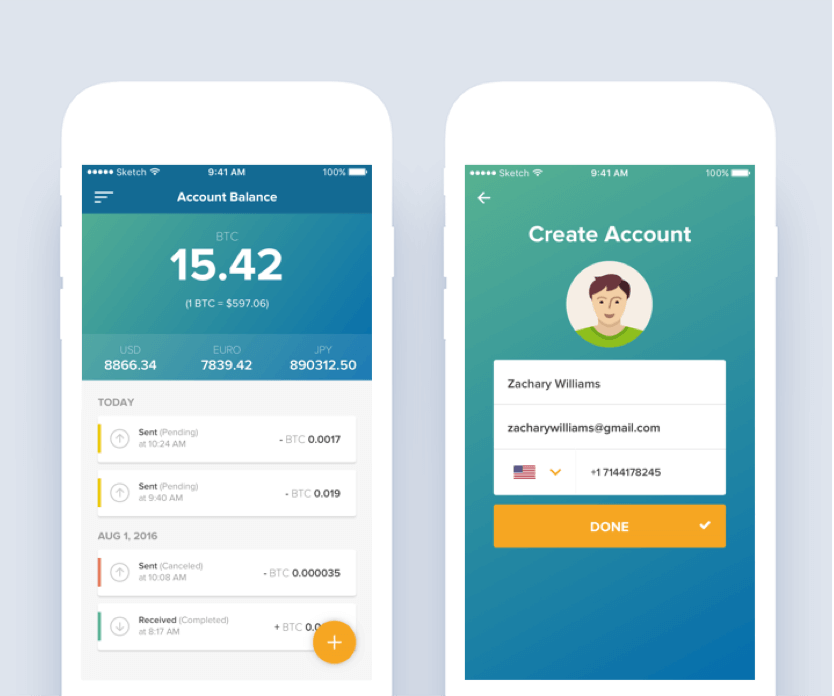 Sketch 9:41 AM 100%
Account Balance
BTC
15.42
(1 BTC = $597.06)
USD EURO JPY
8866.34 7839.42 890312.50
TODAY
Sent (Pending)
at 10:24 AM
- BTC 0.0017
Sent (Pending)
at 9:40 AM
- BTC 0.019
AUG 1, 2016
Sent (Canceled)
at 10:08 AM
- BTC 0.000035
Received (Completed)
at 8:17 AM
+ BTC
Sketch 9:41 AM 100%
Create Account
Zachary Williams
zacharywilliams@gmail.com
+1 7144178245
DONE